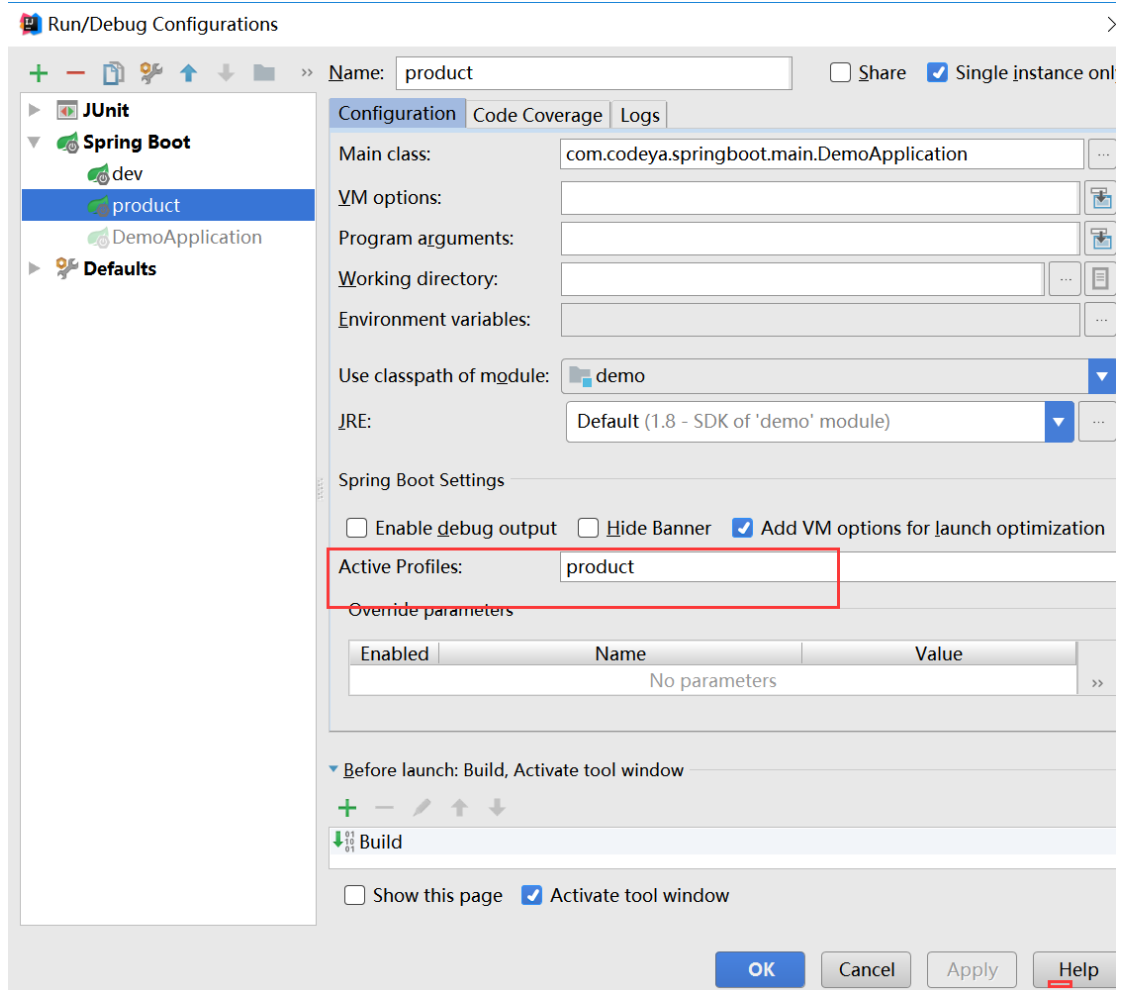 Run/Debug Configurations
Name: product Share Single instance onl
JUnit
Spring Boot
dev
product
DemoApplication
Defaults
Configuration Code Coverage Logs
Main class: com.codeya.springboot.main.DemoApplication
VM options:
Program arguments:
Working directory:
Environment variables:
Use classpath of module: demo
JRE: Default (1.8 - SDK of 'demo' module)
Spring Boot Settings
Enable debug output Hide Banner Add VM options for launch optimization
Active Profiles: product
Override parameters
Enabled Name Value
No parameters
Before launch: Build, Activate tool window
Build
Show this page Activate tool window
OK Cancel Apply Help